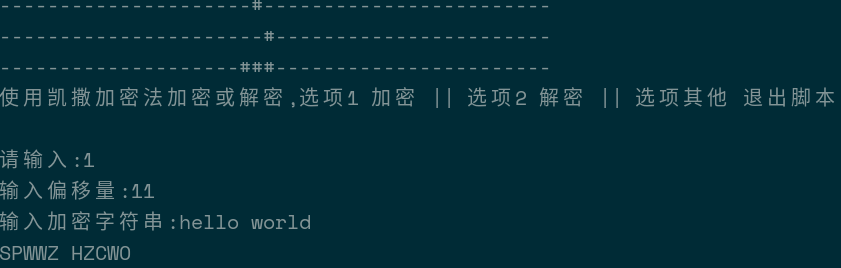 ---------------------#------------------------
----------------------#-----------------------
--------------------###-----------------------
使用凯撒加密法加密或解密,选项1 加密 || 选项2 解密 || 选项其他 退出脚本
请输入:1
输入偏移量:11
输入加密字符串:hello world
SPWWZ HZCWO